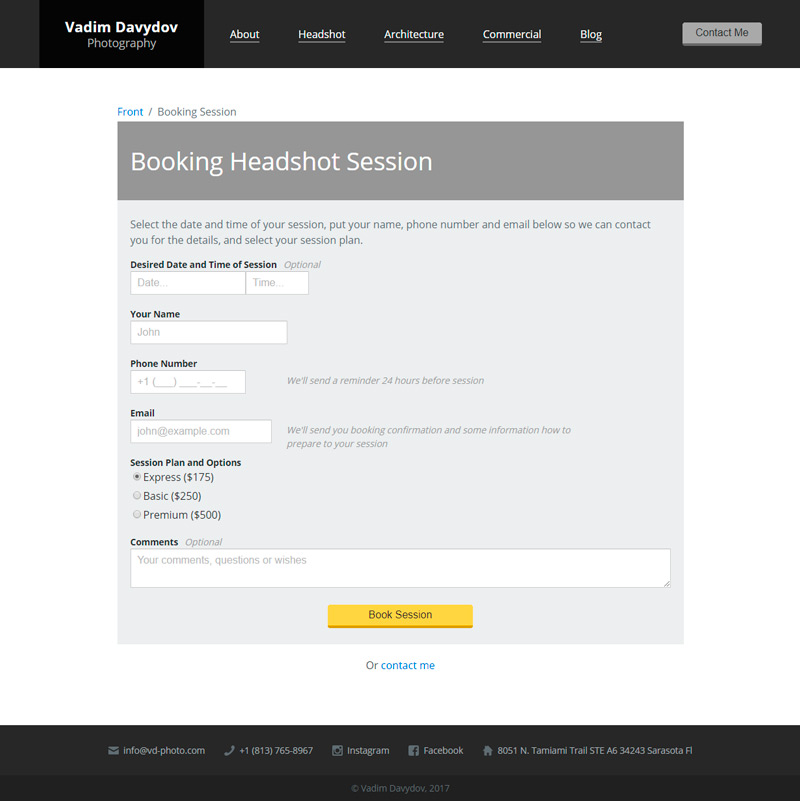 Vadim Davydov
Photography
About
Headshot
Architecture
Commercial
Blog
Contact Me
Front / Booking Session
Booking Headshot Session
Select the date and time of your session, put your name, phone number and email below so we can contact
you for the details, and select your session plan.
Desired Date and Time of Session Optional
Date...
Time...
Your Name
John
Phone Number
+1 (___) ___-__-__
We'll send a reminder 24 hours before session
Email
john@example.com
We'll send you booking confirmation and some information how to
prepare to your session
Session Plan and Options
Express ($175)
Basic ($250)
Premium ($500)
Comments Optional
Your comments, questions or wishes
Book Session
Or contact me
info@vd-photo.com
+1 (813) 765-8967
Instagram
Facebook
8051 N. Tamiami Trail STE A6 34243 Sarasota Fl
© Vadim Davydov, 2017